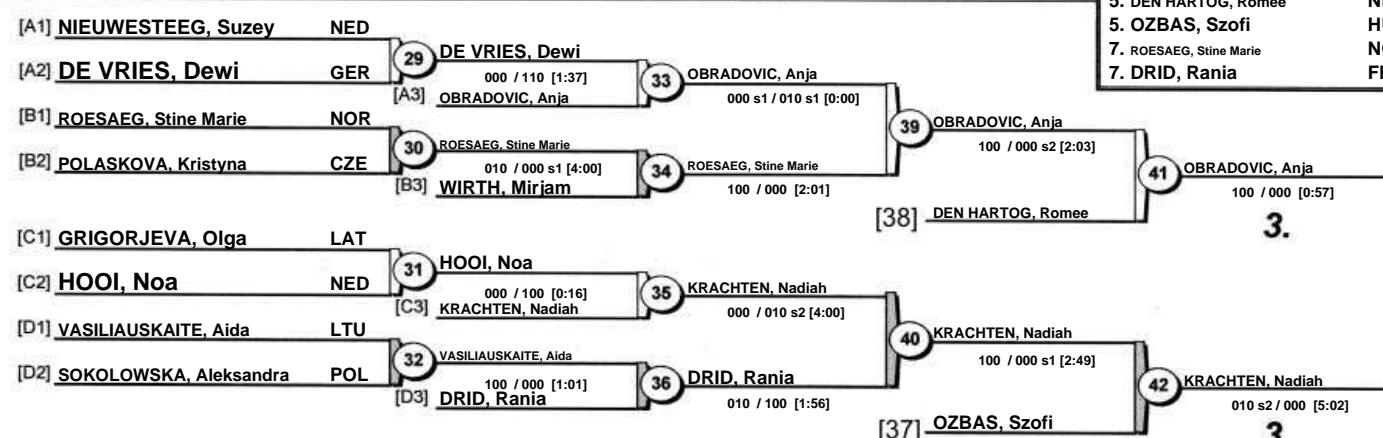 5. DEN HARTOG, Romee
5. OZBAS, Szofi
7. ROESAEG, Stine Marie
7. DRID, Rania
[A1] NIEUWESTEEG, Suzey NED
29
DE VRIES, Dewi
[A2] DE VRIES, Dewi GER
000 / 110 [1:37]
[A3] OBRADOVIC, Anja
33
OBRADOVIC, Anja
000 s1 / 010 s1 [0:00]
[B1] ROESAEG, Stine Marie NOR
39
OBRADOVIC, Anja
100 / 000 s2 [2:03]
30
ROESAEG, Stine Marie
[B2] POLASKOVA, Kristyna CZE
010 / 000 s1 [4:00]
[B3] WIRTH, Mirjam
34
ROESAEG, Stine Marie
100 / 000 [2:01]
41
OBRADOVIC, Anja
100 / 000 [0:57]
[38] DEN HARTOG, Romee
3.
[C1] GRIGORJEVA, Olga LAT
31
HOOI, Noa
[C2] HOOI, Noa NED
000 / 100 [0:16]
[C3] KRACHTEN, Nadiah
35
KRACHTEN, Nadiah
000 / 010 s2 [4:00]
[D1] VASILIAUSKAITE, Aida LTU
40
KRACHTEN, Nadiah
100 / 000 s1 [2:49]
32
VASILIAUSKAITE, Aida
[D2] SOKOLOWSKA, Aleksandra POL
100 / 000 [1:01]
[D3] DRID, Rania
36
DRID, Rania
010 / 100 [1:56]
42
KRACHTEN, Nadiah
010 s2 / 000 [5:02]
[37] OZBAS, Szofi